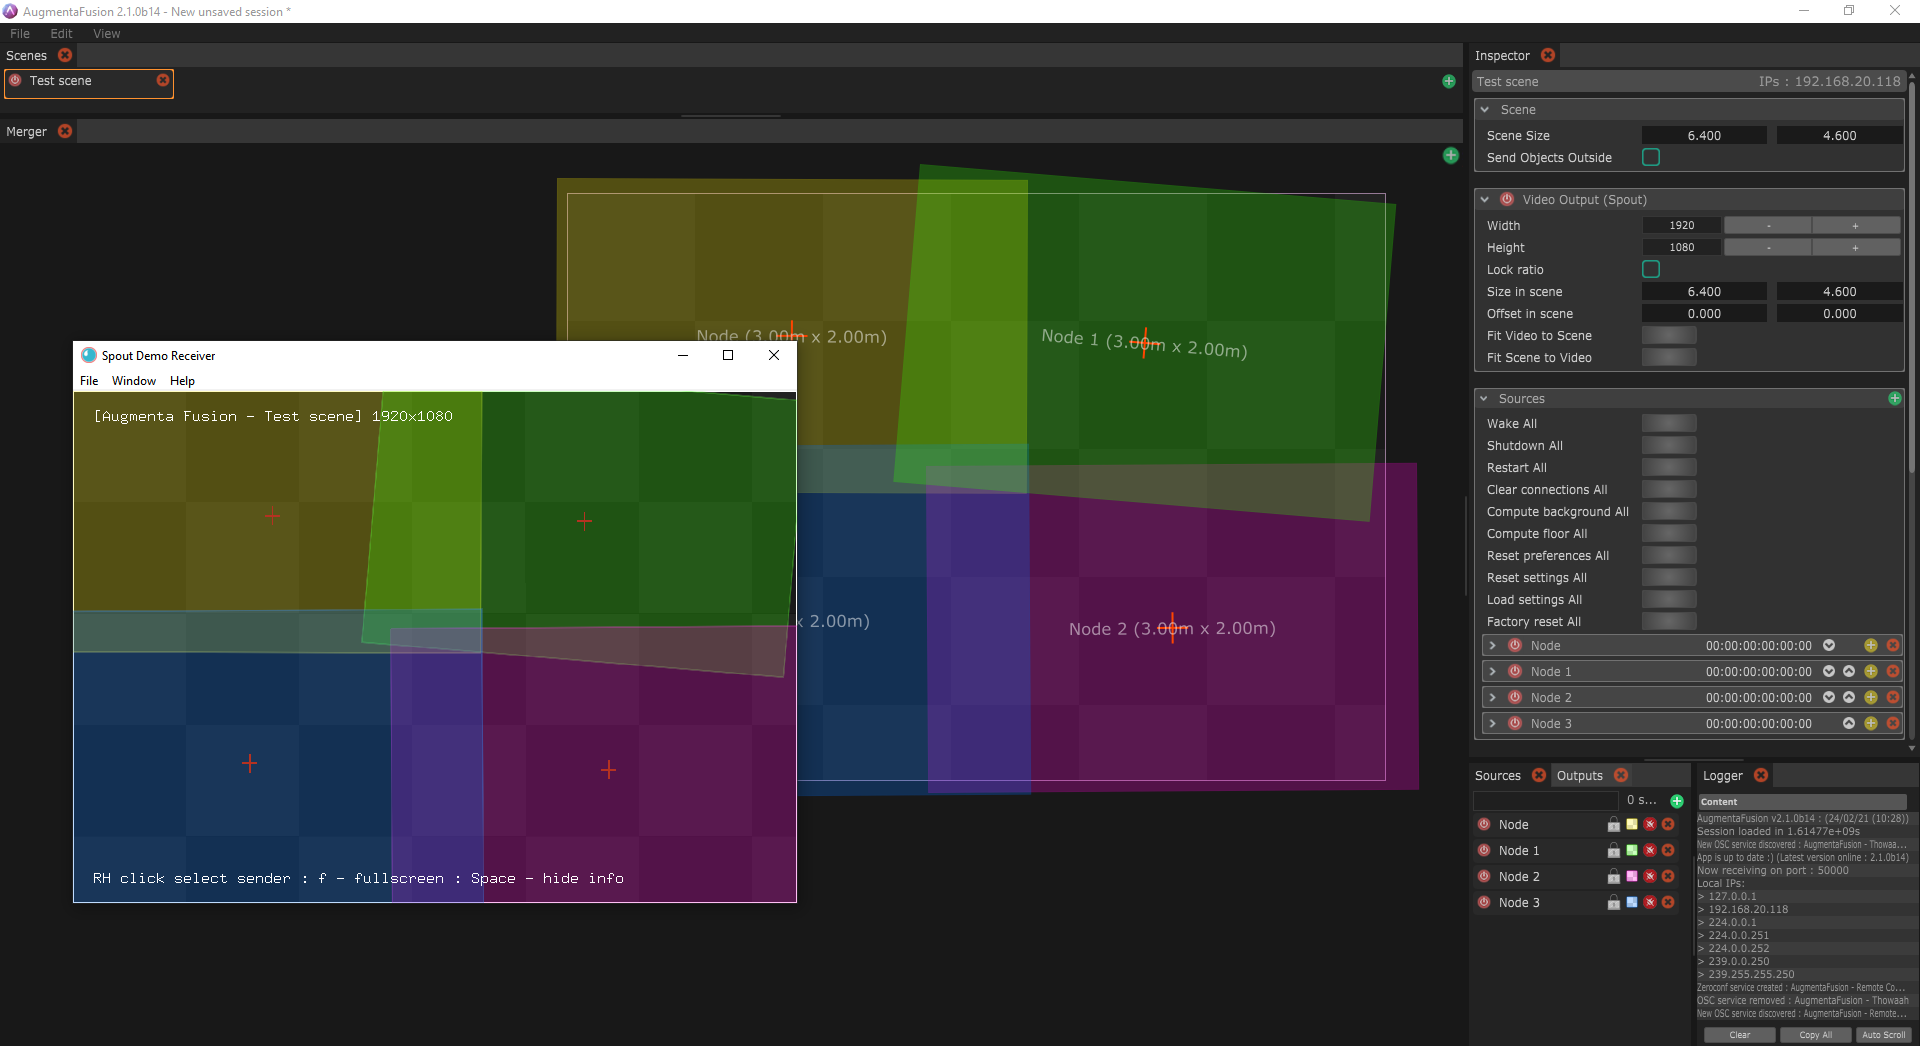 AugmentaFusion 2.1.0b14 - New unsaved session *
File Edit View
Scenes
Test scene
Merger
Node (3.00m x 2.00m)
Node 1 (3.00m x 2.00m)
x 2.00m)
Node 2 (3.00m x 2.00m)
Spout Demo Receiver
File Window Help
[Augmenta Fusion - Test scene] 1920x1080
RH click select sender : f - fullscreen : Space - hide info
Inspector
Test scene IPs : 192.168.20.118
Scene
Scene Size 6.400 4.600
Send Objects Outside
Video Output (Spout)
Width 1920 - +
Height 1080 - +
Lock ratio
Size in scene 6.400 4.600
Offset in scene 0.000 0.000
Fit Video to Scene
Fit Scene to Video
Sources
Wake All
Shutdown All
Restart All
Clear connections All
Compute background All
Compute floor All
Reset preferences All
Reset settings All
Load settings All
Factory reset All
Node 00:00:00:00:00:00
Node 1 00:00:00:00:00:00
Node 2 00:00:00:00:00:00
Node 3 00:00:00:00:00:00
Sources Outputs
0 s...
Node
Node 1
Node 2
Node 3
Logger
Content
AugmentaFusion v2.1.0b14 : (24/02/21 (10:28))
Session loaded in 1.61477e+09s
New OSC service discovered : AugmentaFusion - Thowaa...
App is up to date :) (Latest version online : 2.1.0b14)
Now receiving on port : 50000
Local IPs:
> 127.0.0.1
> 192.168.20.118
> 224.0.0.1
> 224.0.0.251
> 224.0.0.252
> 239.0.0.250
> 239.255.255.250
Zeroconf service created : AugmentaFusion - Remote Co...
OSC service removed : AugmentaFusion - Thowaah
New OSC service discovered : AugmentaFusion - Remote...
Clear Copy All Auto Scroll